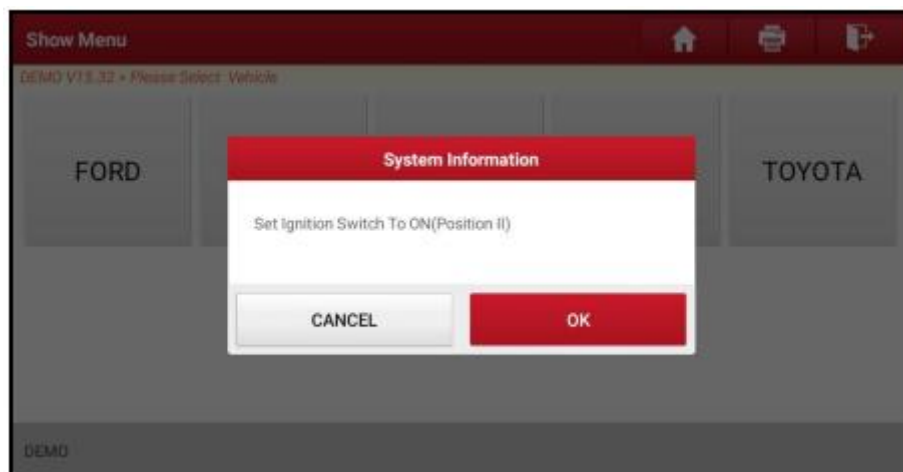 Show Menu
DEMO V15.32 > Please Select Vehicle
FORD
TOYOTA
System Information
Set Ignition Switch To ON(Position II)
CANCEL
OK
DEMO